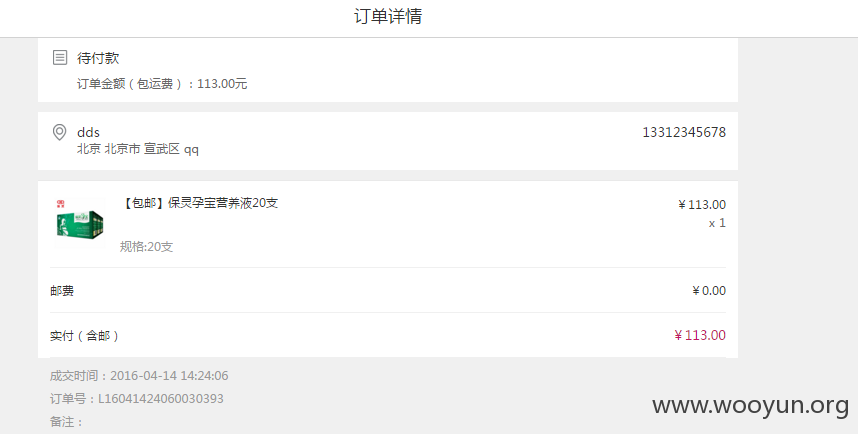 订单详情
待付款
订单金额（包运费）：113.00元
dds
13312345678
北京 北京市 宣武区 qq
【包邮】保灵孕宝营养液20支
￥113.00
x 1
规格:20支
邮费
￥0.00
实付（含邮）
￥113.00
成交时间：2016-04-14 14:24:06
订单号：L16041424060030393
备注：
www.wooyun.org